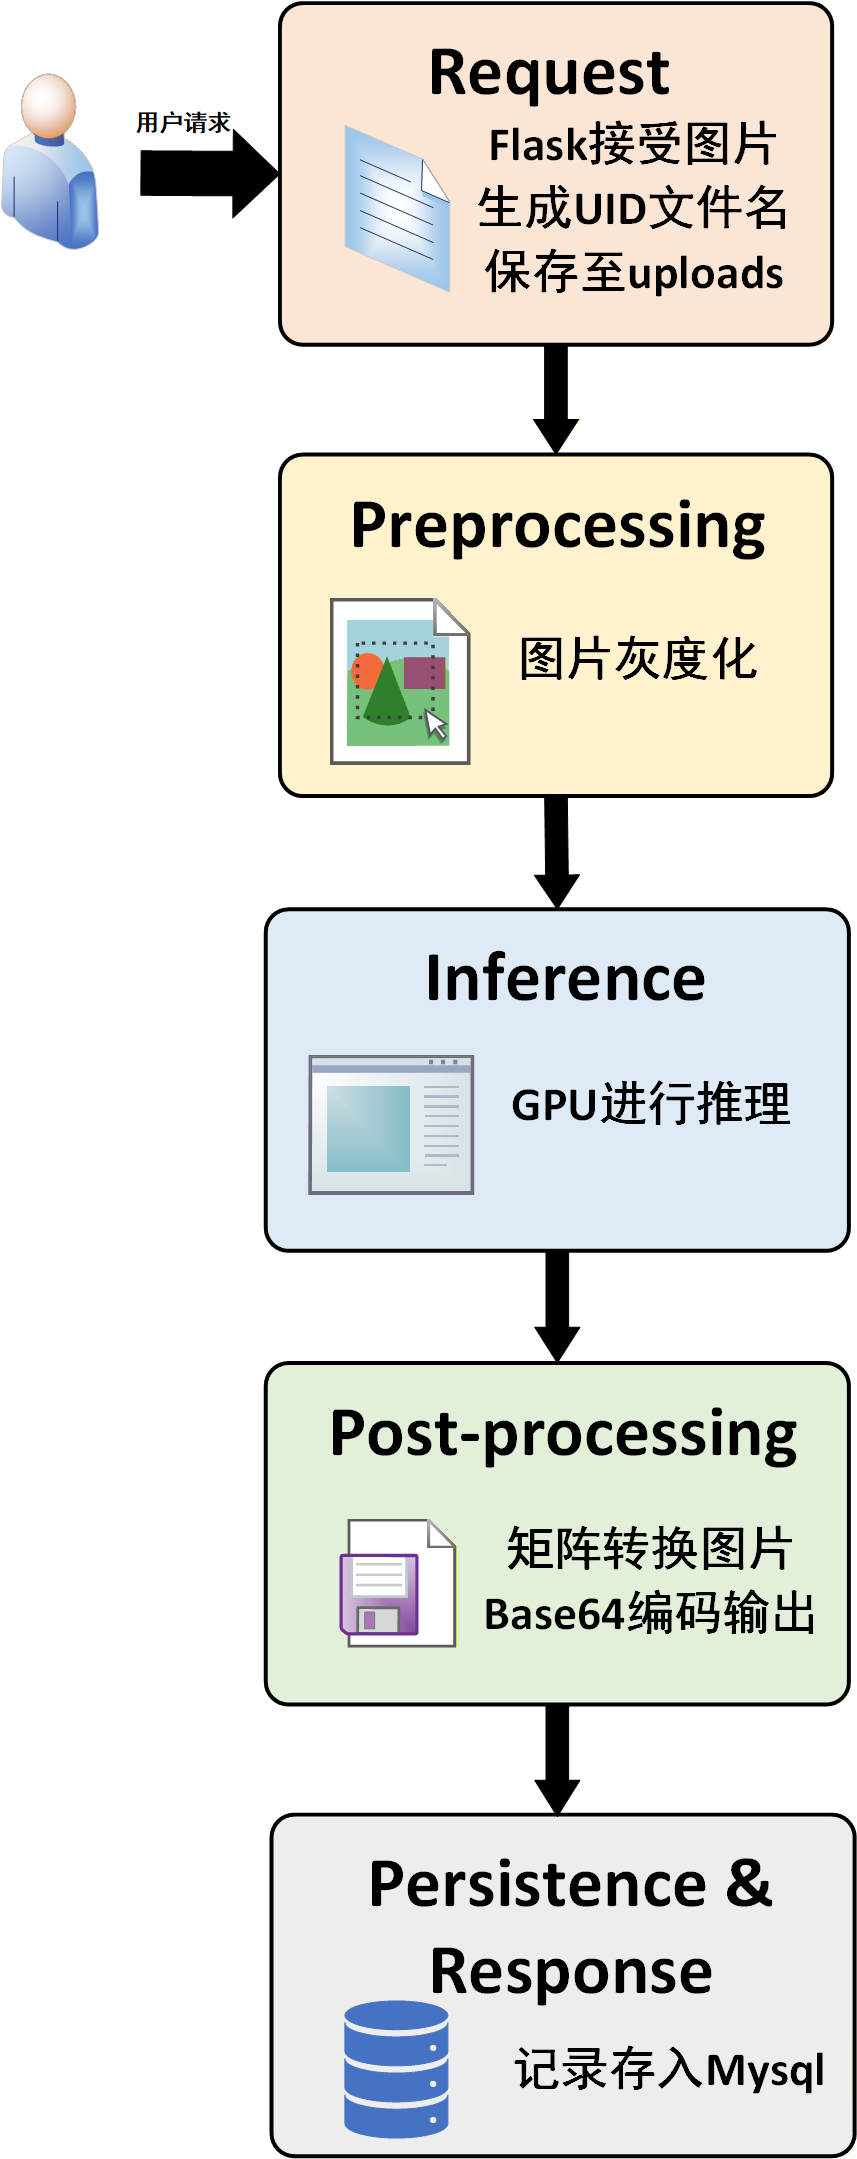 用户请求
Request
Flask接受图片
生成UID文件名
保存至uploads
Preprocessing
图片灰度化
Inference
GPU进行推理
Post-processing
矩阵转换图片
Base64编码输出
Persistence &
Response
记录存入Mysql